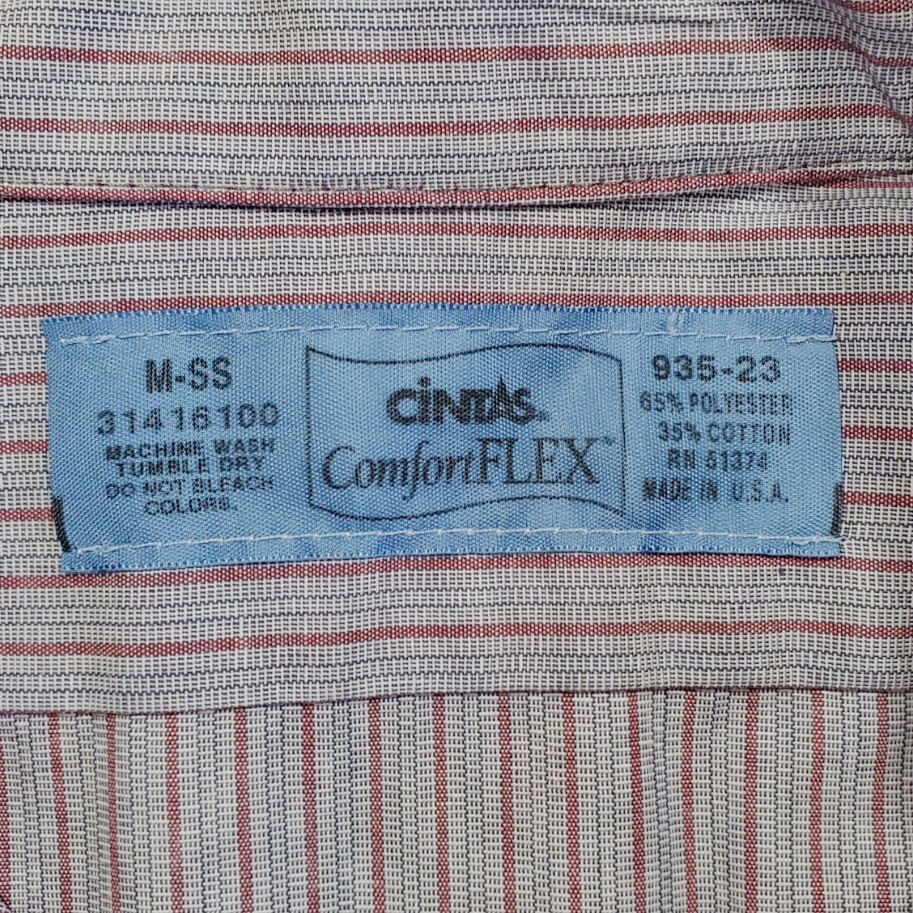 M-SS
31416100
MACHINE WASH
TUMBLE DRY
DO NOT BLEACH
COLORS.
CINTAS
ComfortFLEX™
935-23
65% POLYESTER
35% COTTON
RN 51374
MADE IN U.S.A.